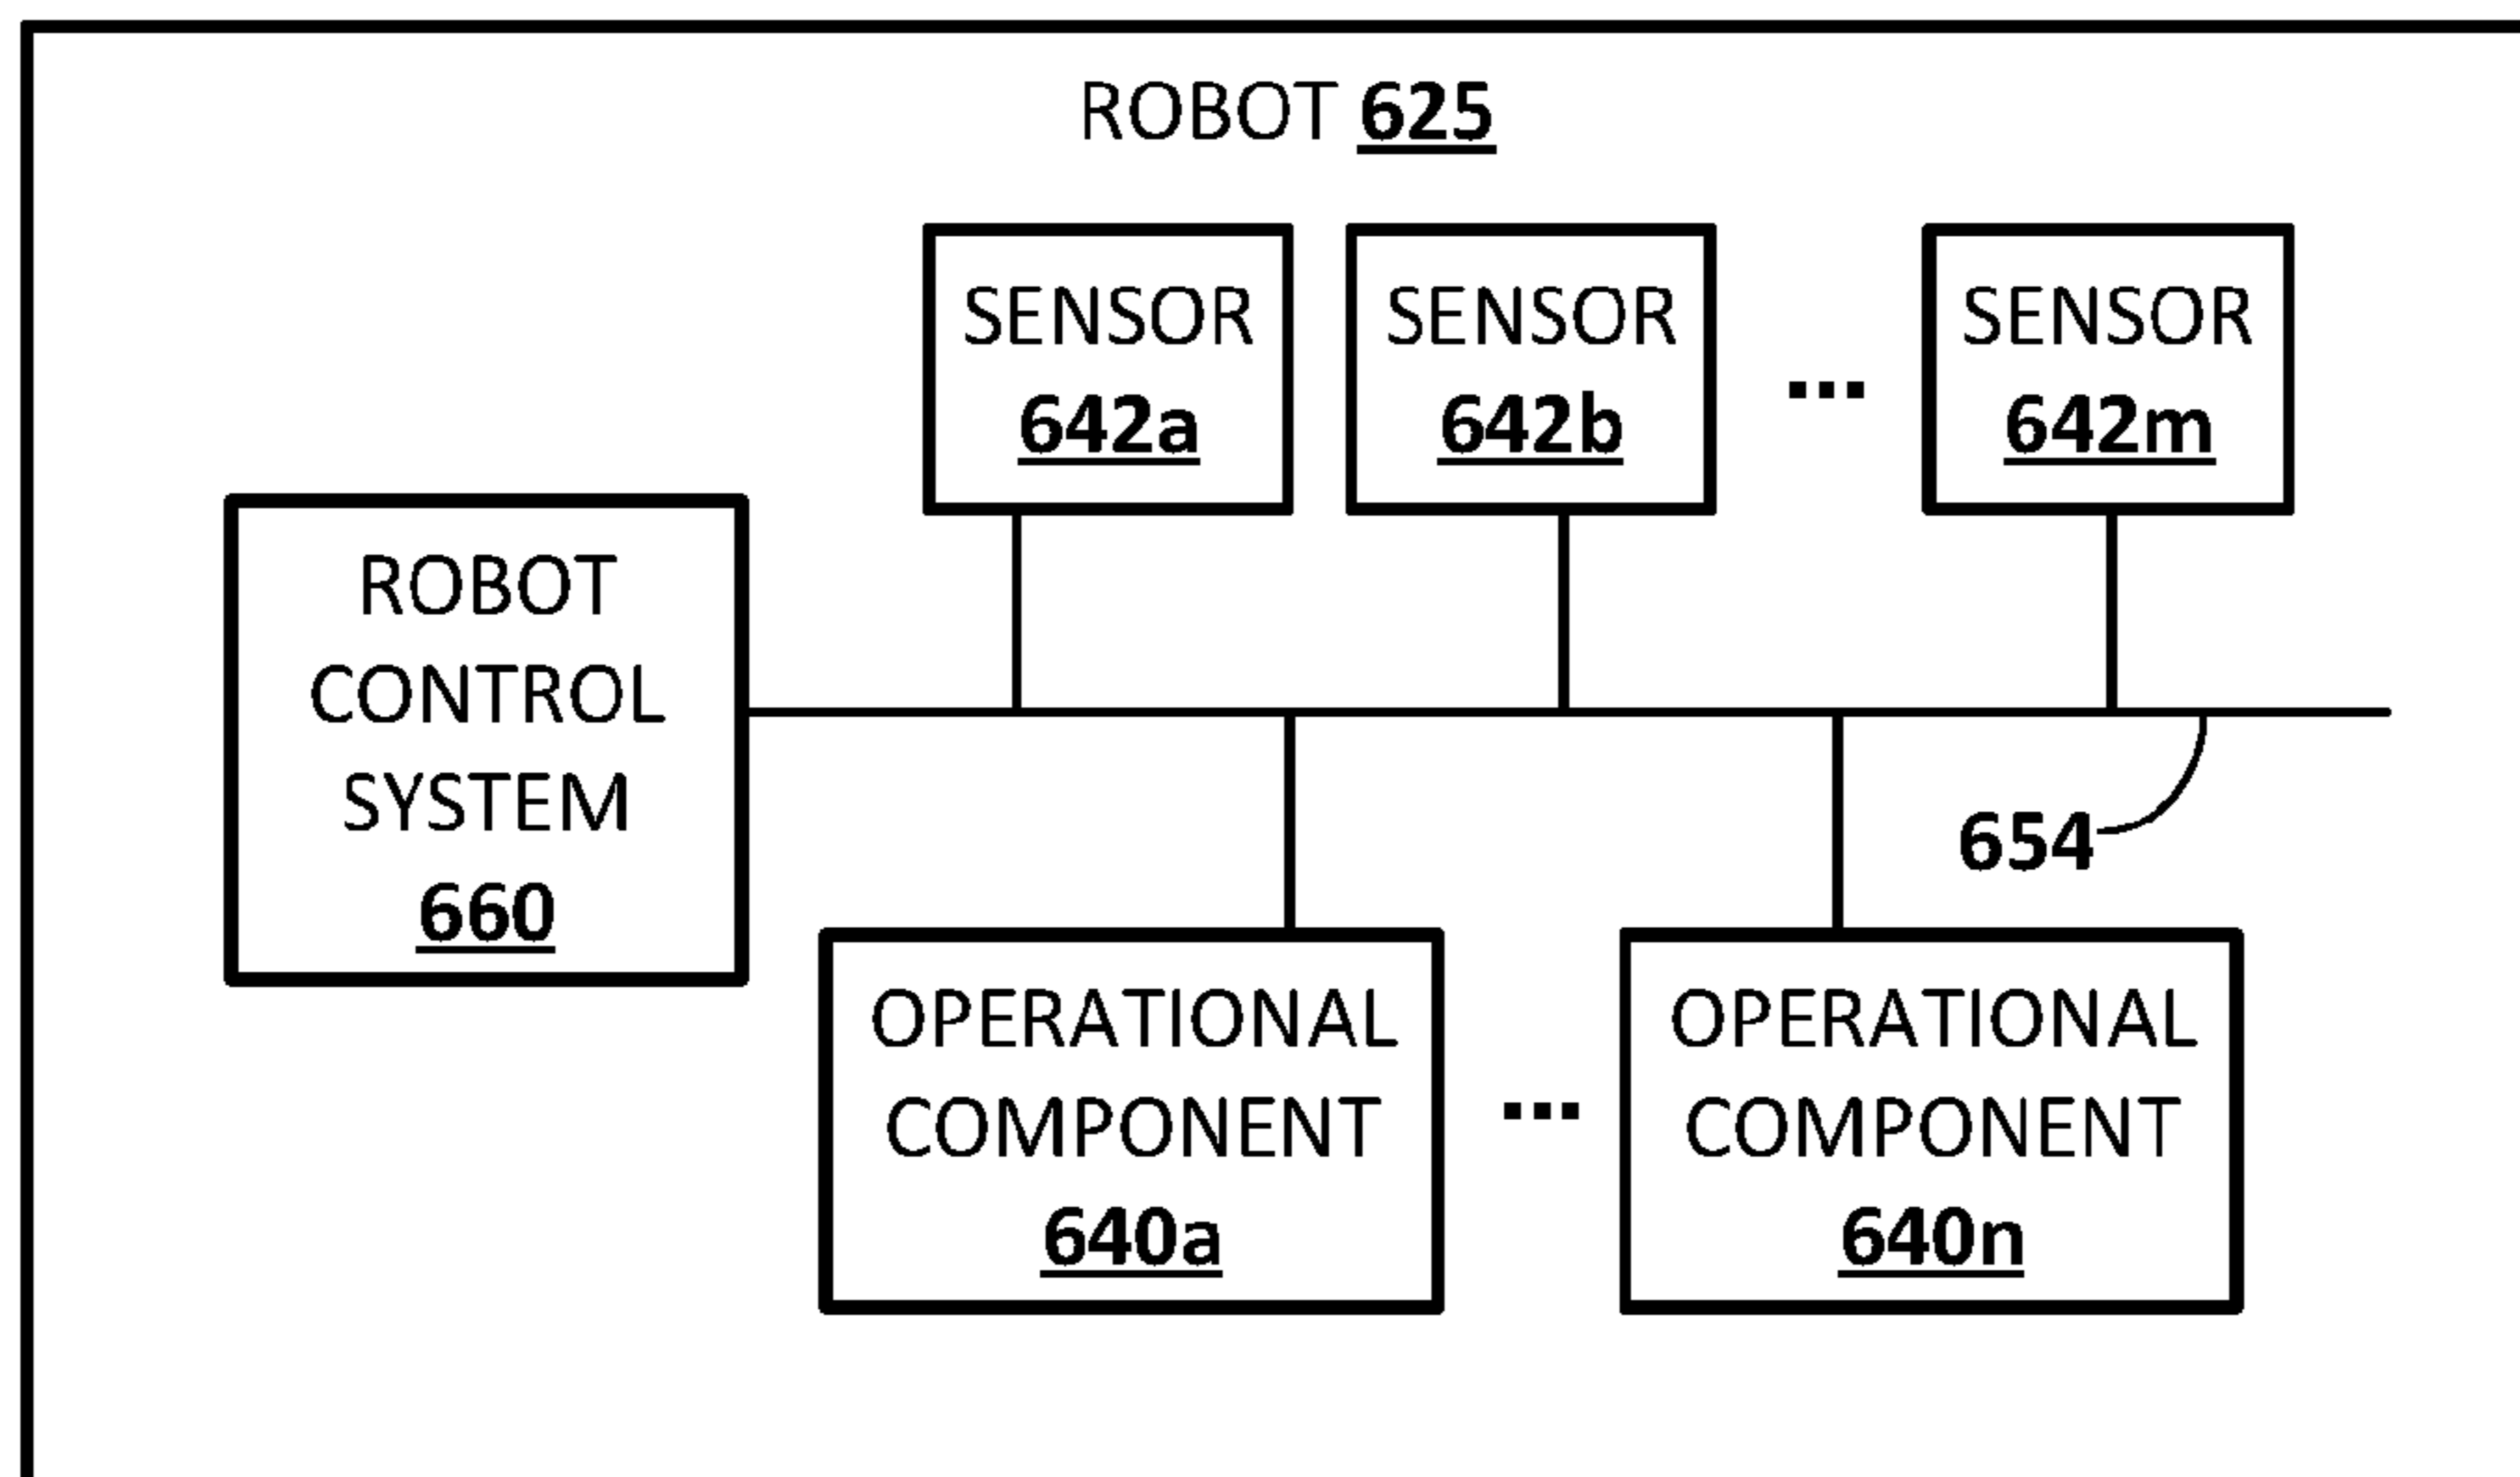 ROBOT 625
SENSOR
642a
SENSOR
642b
...
SENSOR
642m
ROBOT
CONTROL
SYSTEM
660
654
OPERATIONAL
COMPONENT
640a
...
OPERATIONAL
COMPONENT
640n